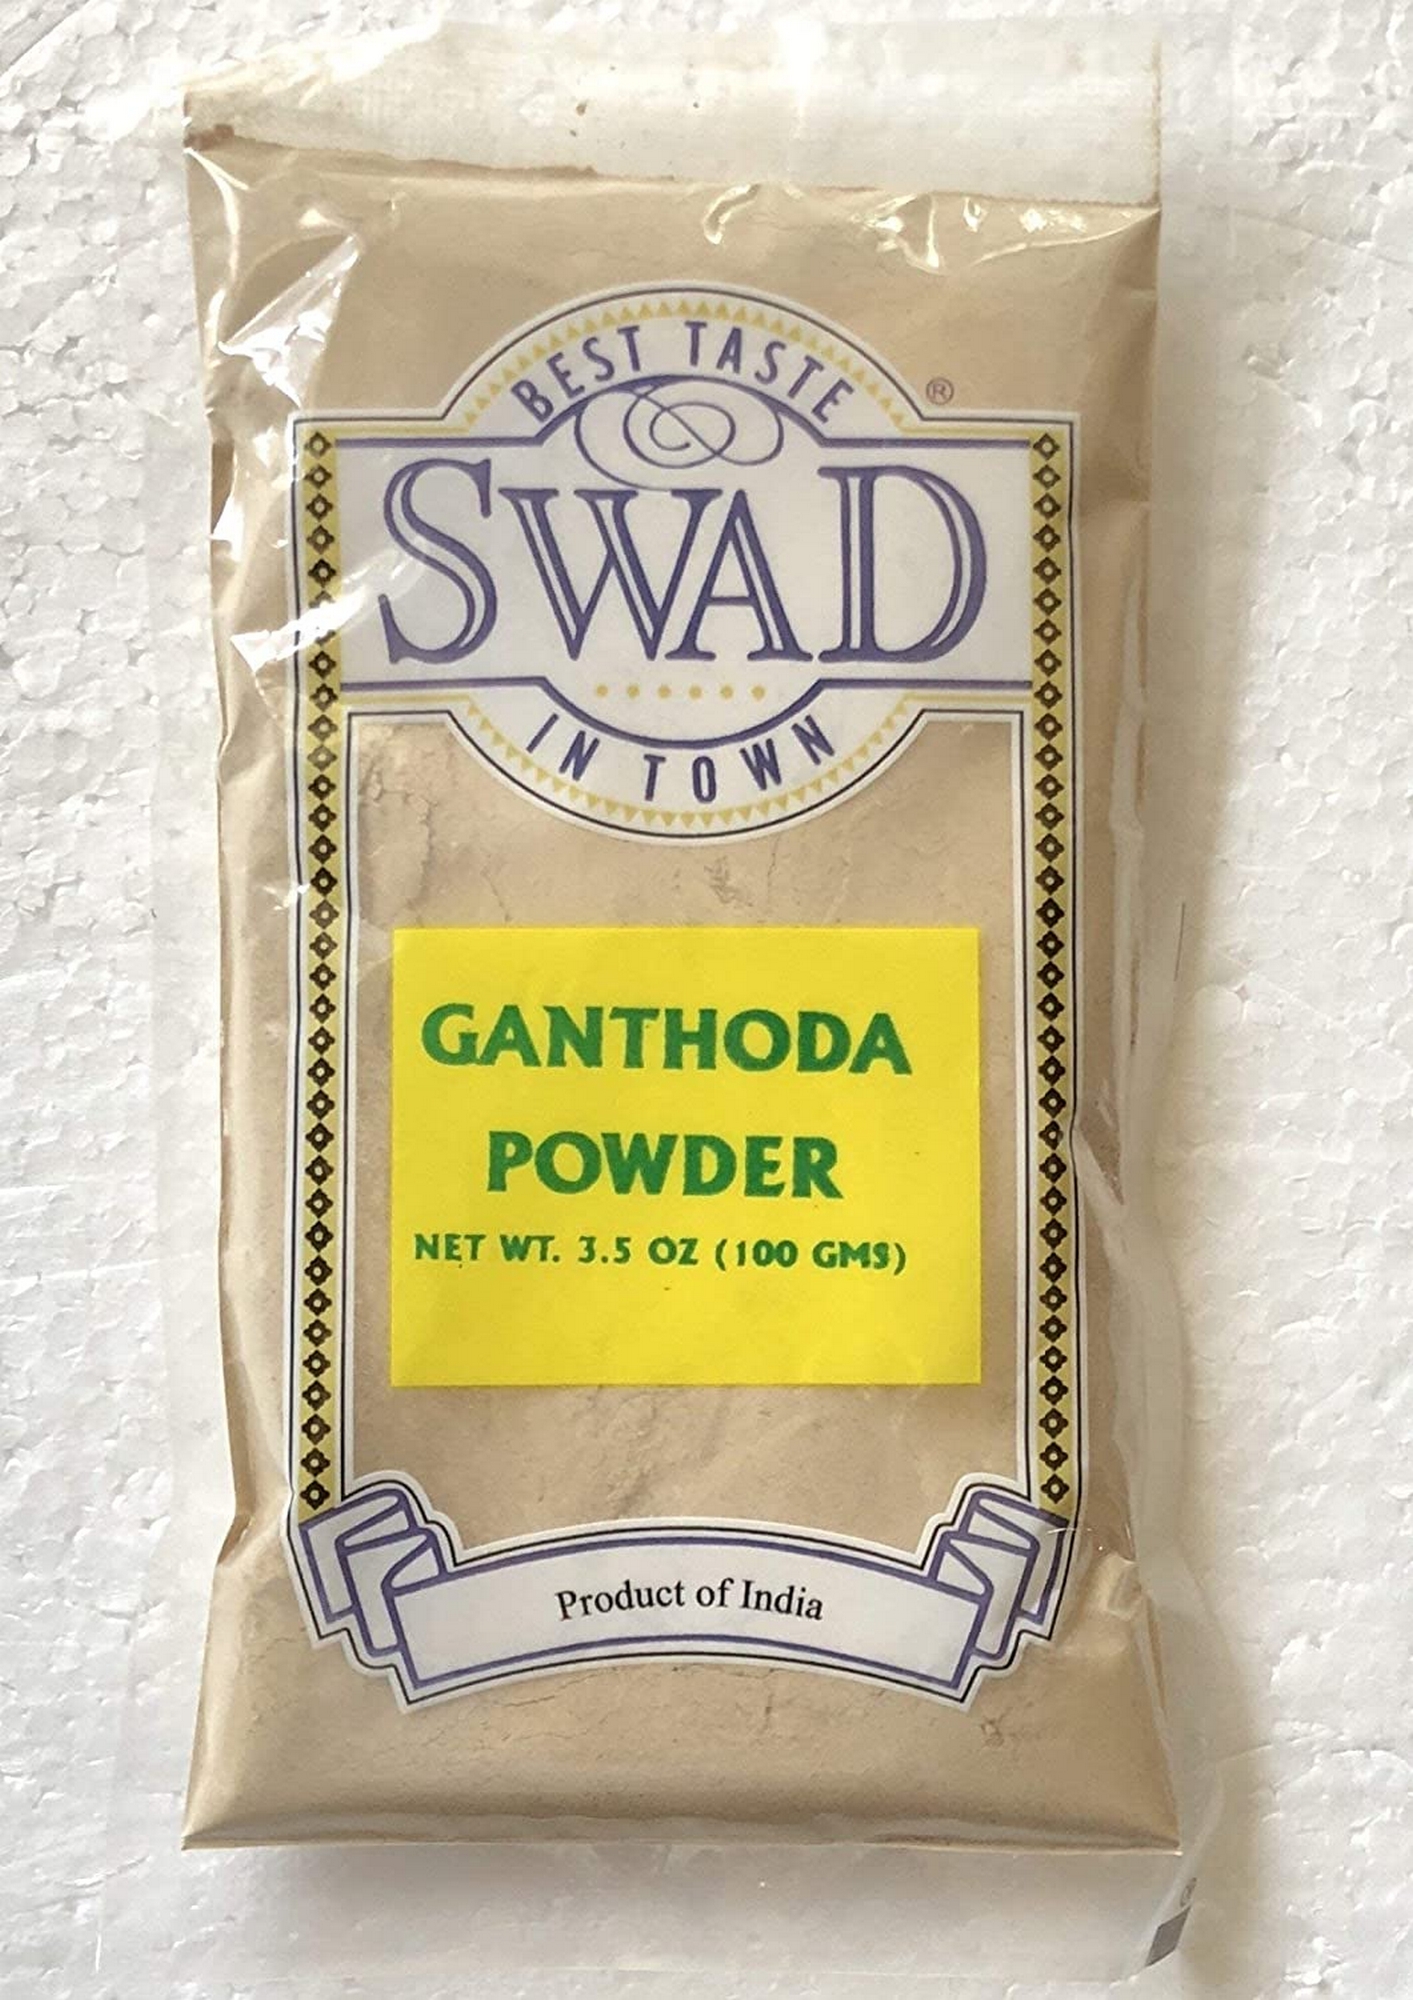 BEST TASTE
®
SWAD
IN TOWN
GANTHODA
POWDER
NET WT. 3.5 OZ (100 GMS)
Product of India